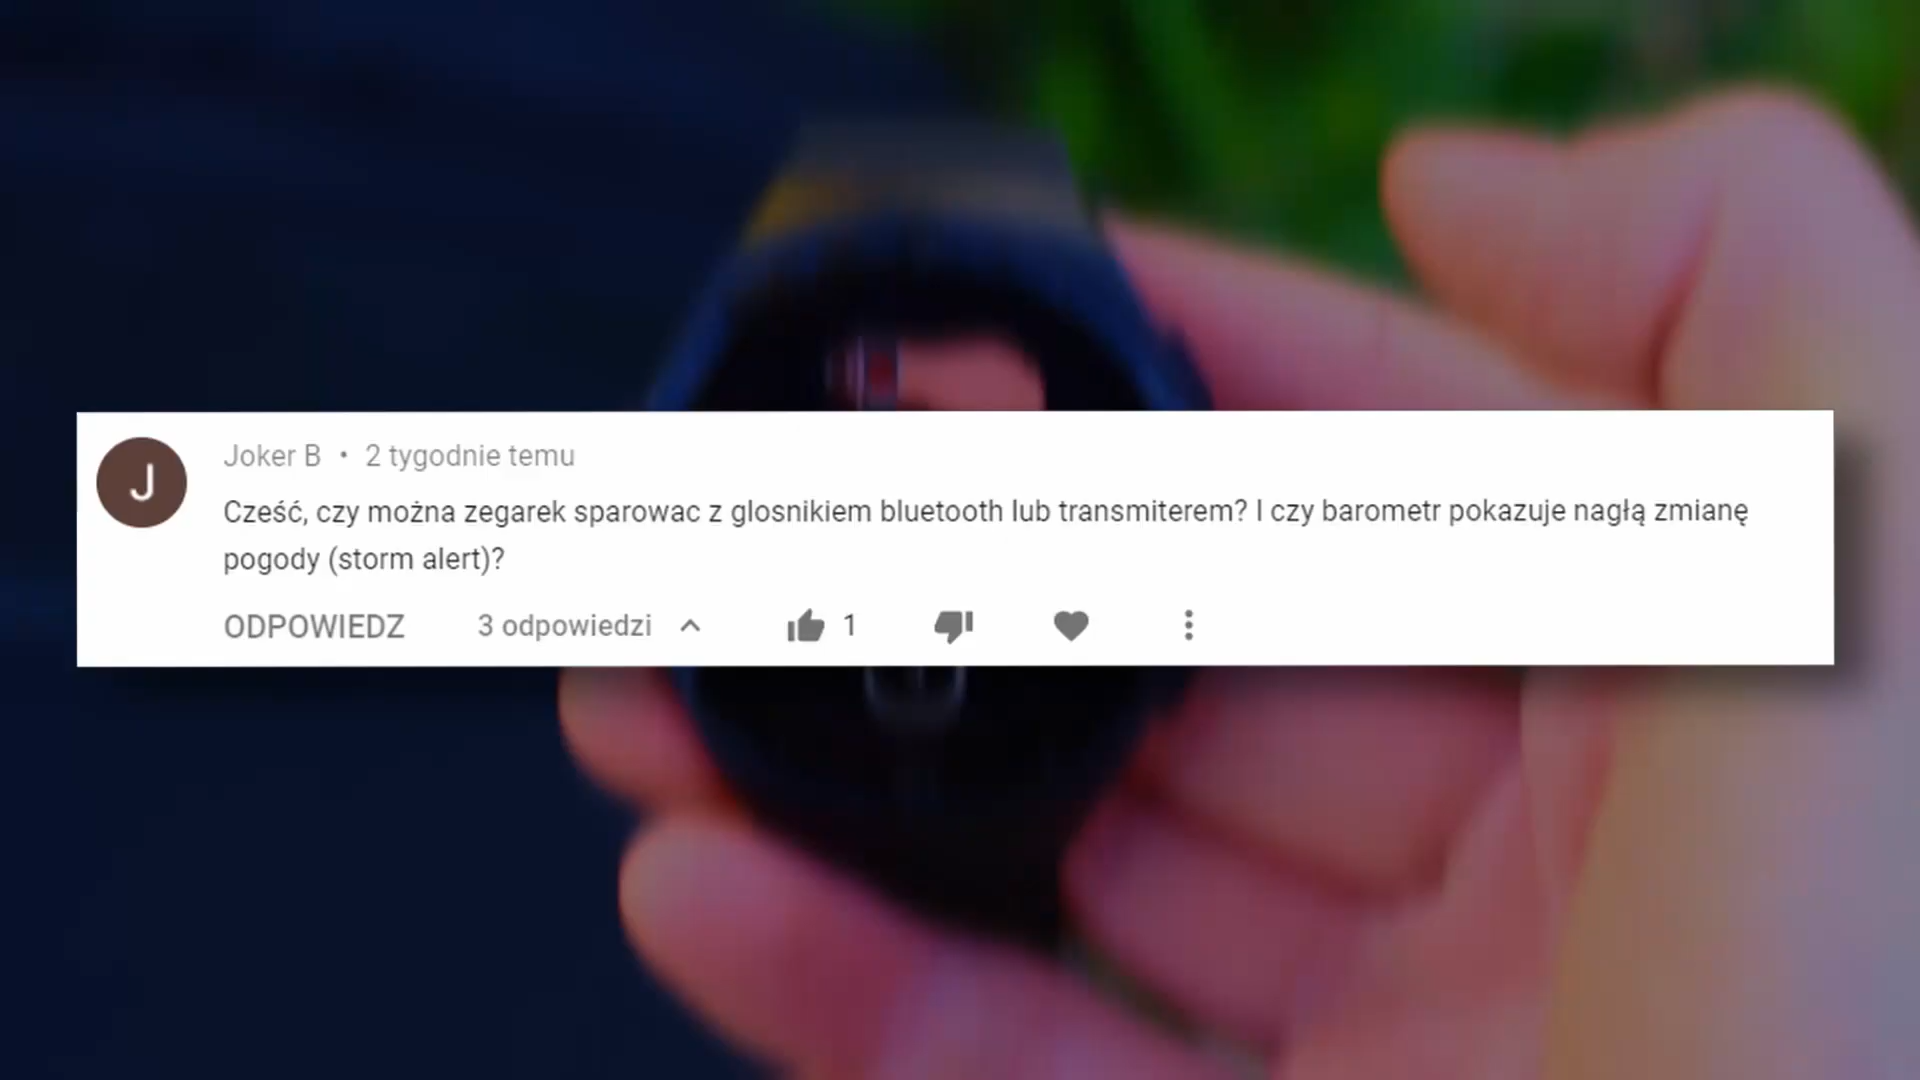 J
Joker B • 2 tygodnie temu
Cześć, czy można zegarek sparowac z glosnikiem bluetooth lub transmiterem? I czy barometr pokazuje nagłą zmianę
pogody (storm alert)?
ODPOWIEDZ 3 odpowiedzi 1